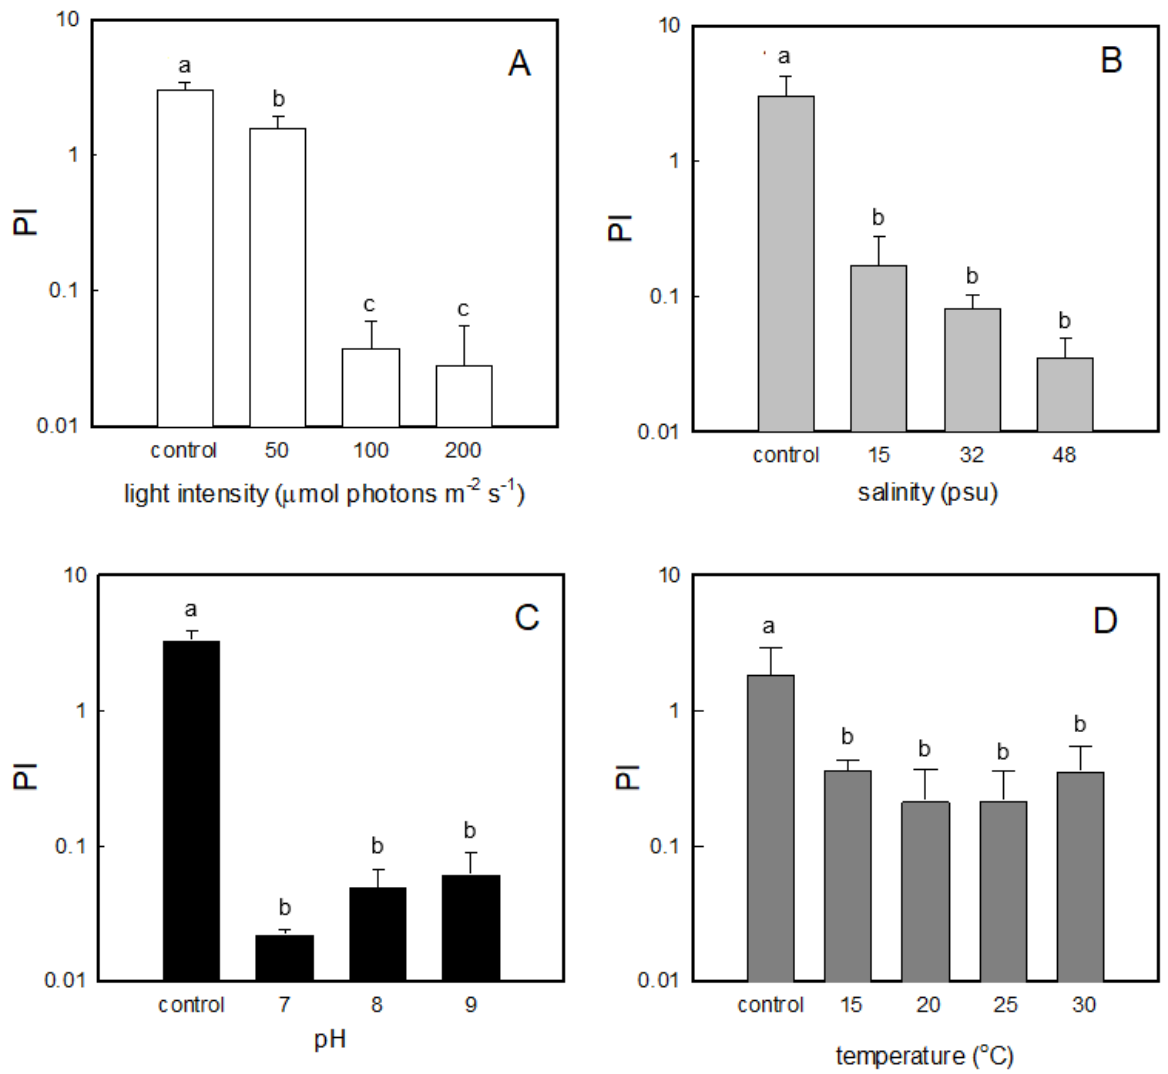 10
1
0.1
0.01
PI
A
a
b
c
c
control 50 100 200
light intensity (μmol photons m⁻² s⁻¹)
10
1
0.1
0.01
PI
B
a
b
b
b
control 15 32 48
salinity (psu)
10
1
0.1
0.01
PI
C
a
b
b
b
control 7 8 9
pH
10
1
0.1
0.01
PI
D
a
b
b
b
b
control 15 20 25 30
temperature (°C)